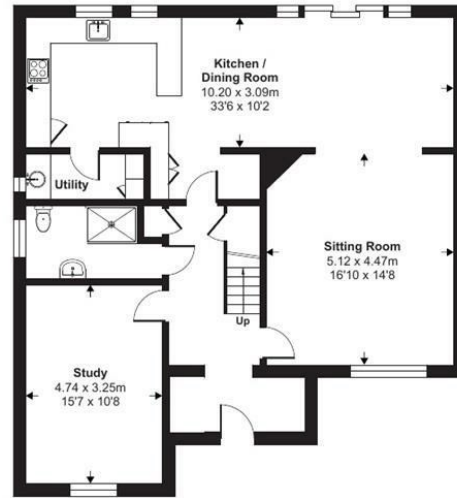 Kitchen /
Dining Room
10.20 x 3.09m
33'6 x 10'2
Utility
Sitting Room
5.12 x 4.47m
16'10 x 14'8
Up
Study
4.74 x 3.25m
15'7 x 10'8